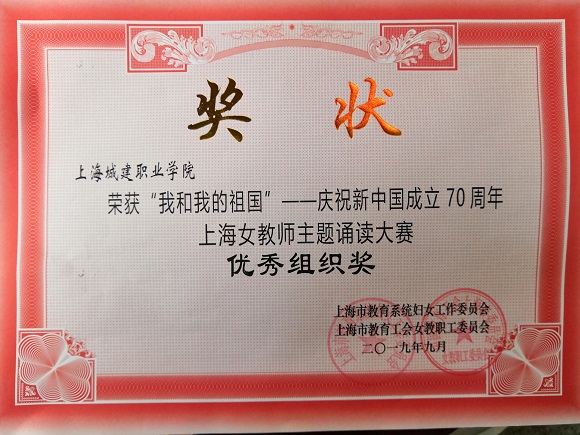 奖 状
上海城建职业学院
荣获“我和我的祖国”——庆祝新中国成立70周年
上海女教师主题诵读大赛
优秀组织奖
上海市教育系统妇女工作委员会
上海市教育工会女教职工委员会
二〇一九年九月